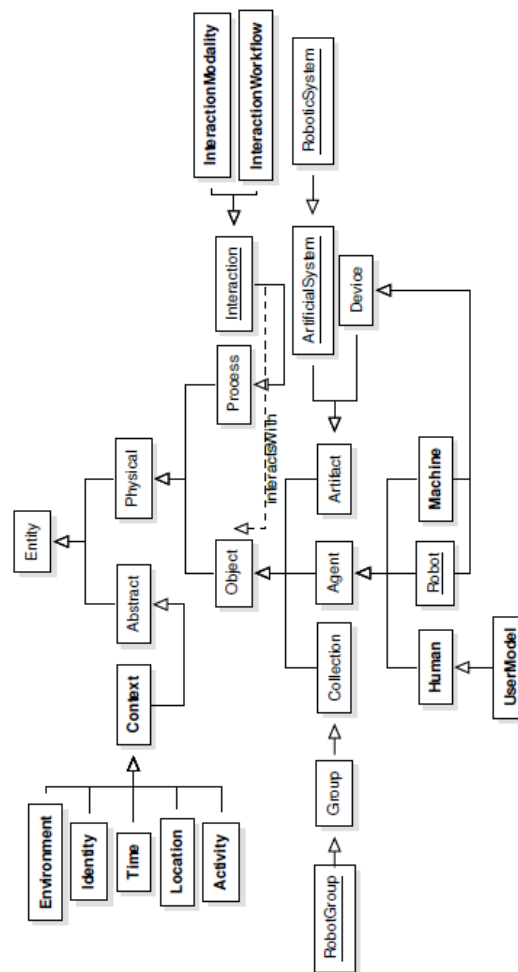 Entity
Abstract
Physical
Context
Environment
Identity
Time
Location
Activity
Object
Process
Interaction
InteractionModality
InteractionWorkflow
interactsWith
Collection
Agent
Artifact
ArtificialSystem
RoboticSystem
Device
Group
RobotGroup
Human
Robot
Machine
UserModel